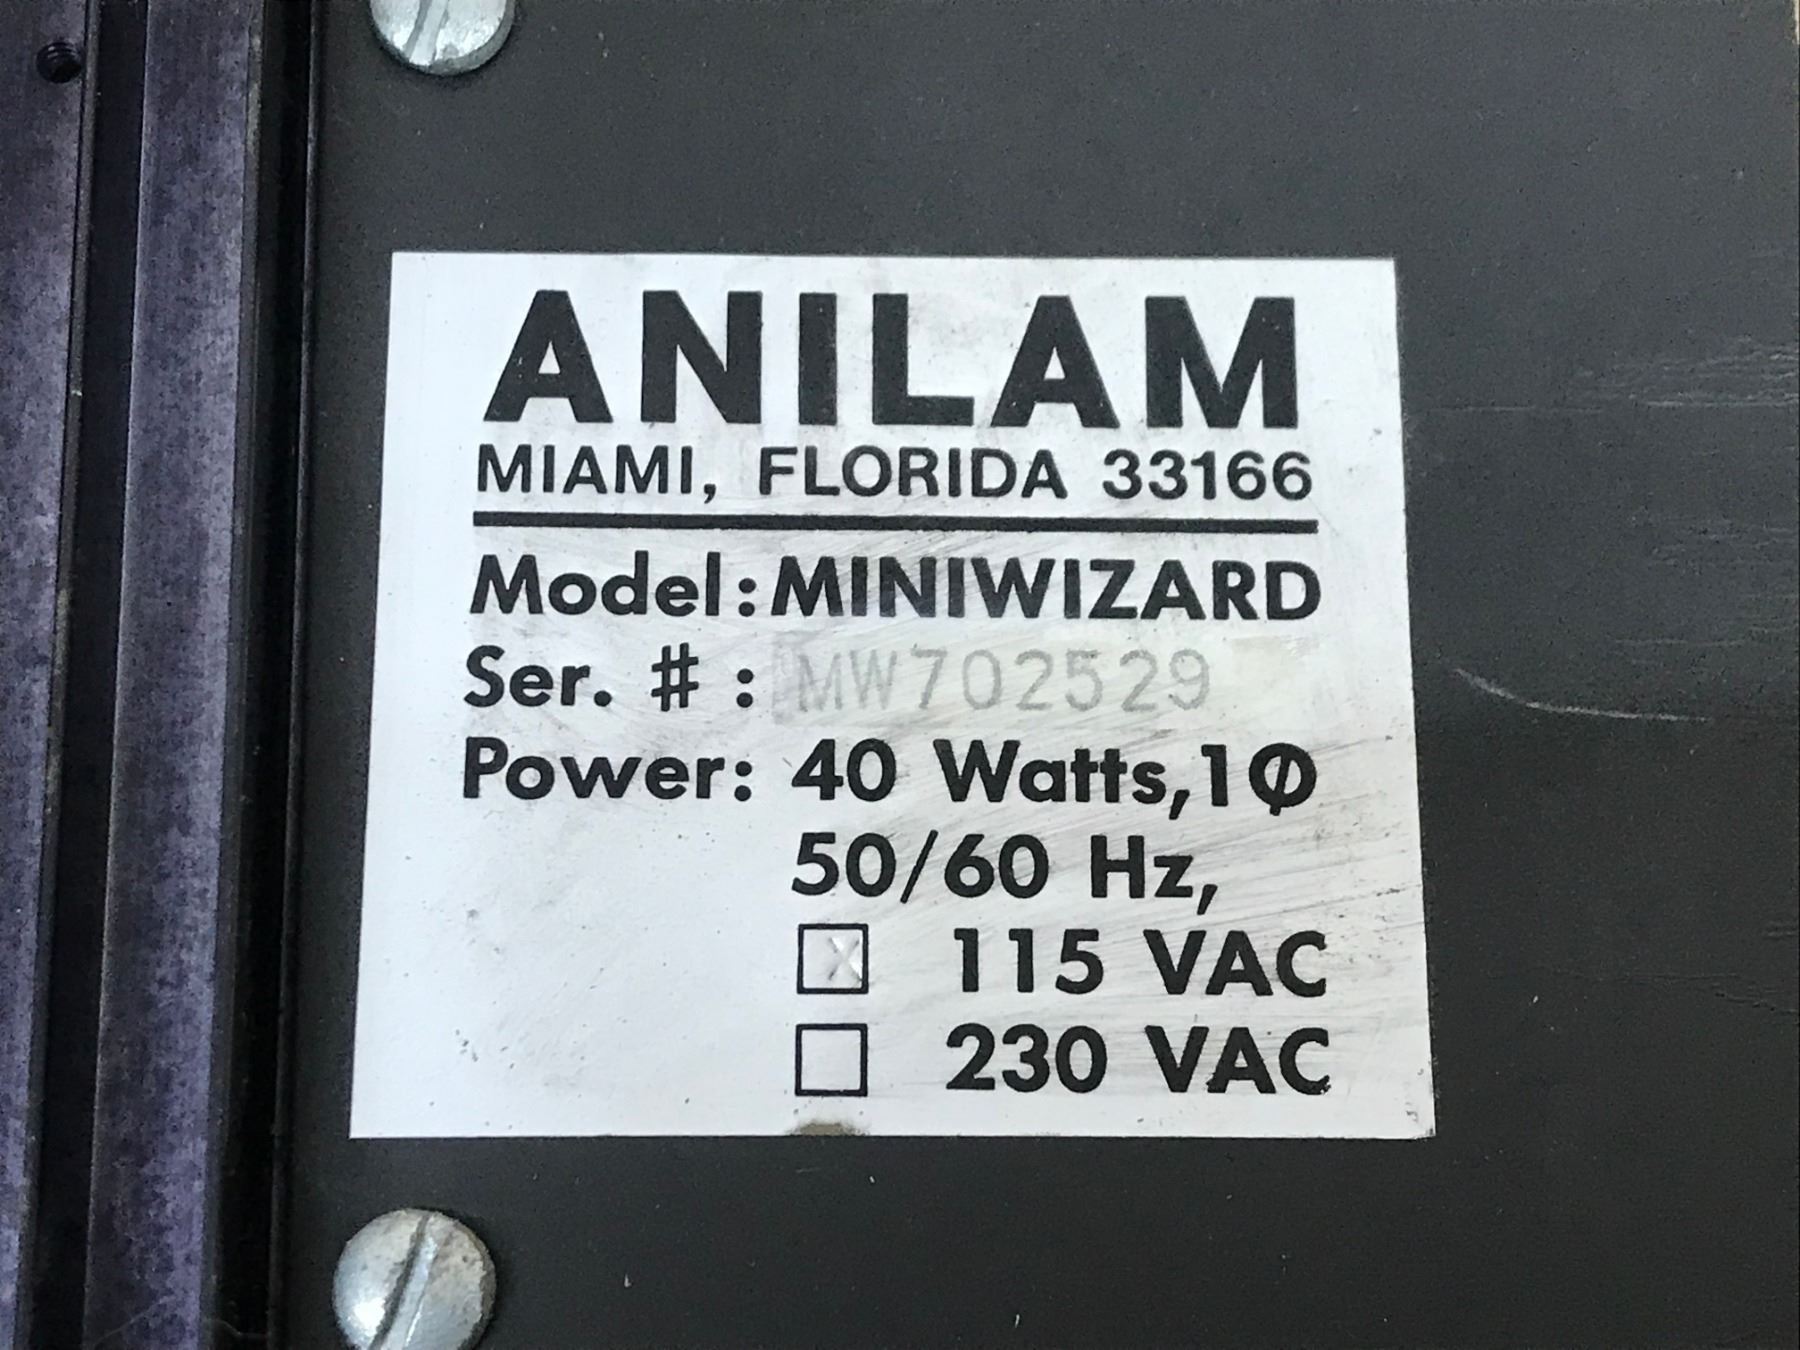 ANILAM
MIAMI, FLORIDA 33166
Model: MINIWIZARD
Ser. # : MW702529
Power: 40 Watts, 1Φ
50/60 Hz,
☒ 115 VAC
☐ 230 VAC